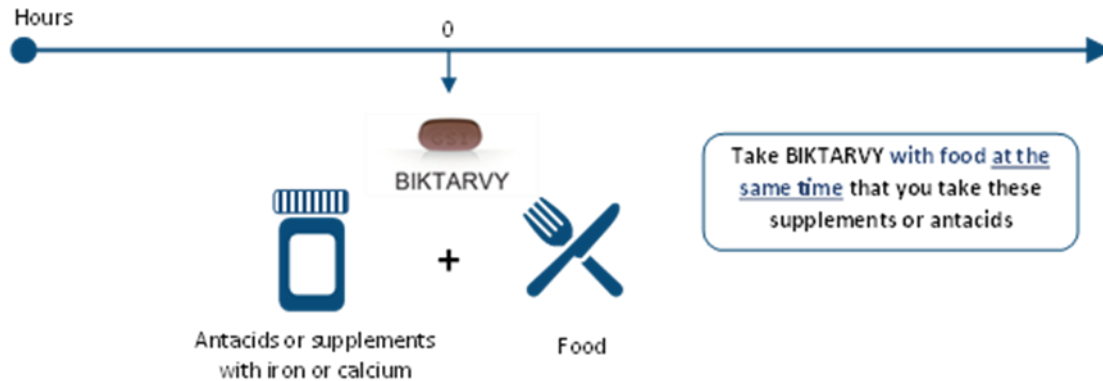 Hours
0
GSI
BIKTARVY
Take BIKTARVY with food at the
same time that you take these
supplements or antacids
+
Antacids or supplements
with iron or calcium
Food